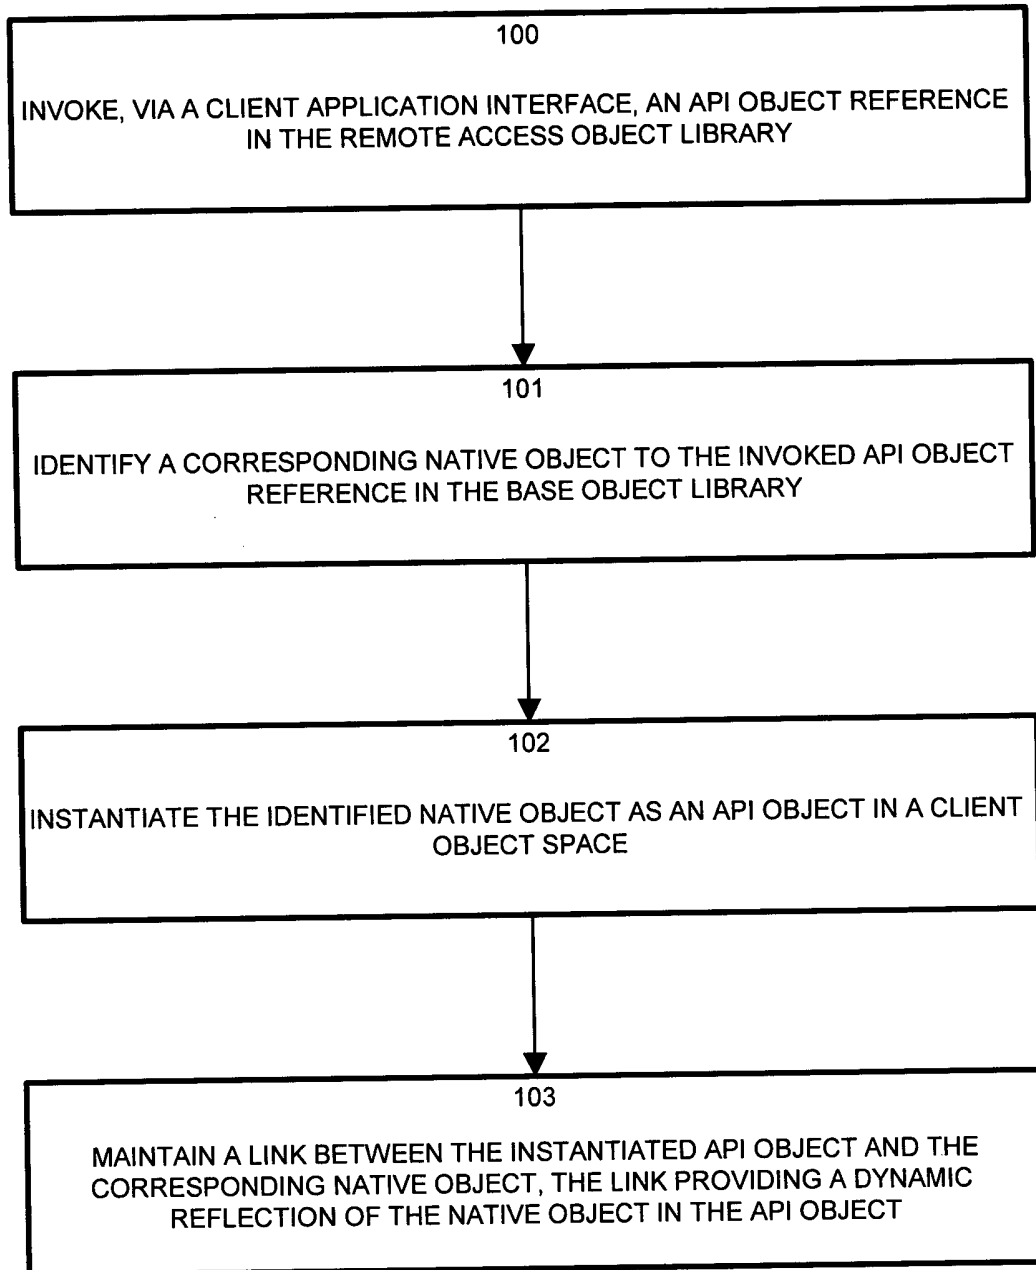 100
INVOKE, VIA A CLIENT APPLICATION INTERFACE, AN API OBJECT REFERENCE
IN THE REMOTE ACCESS OBJECT LIBRARY
101
IDENTIFY A CORRESPONDING NATIVE OBJECT TO THE INVOKED API OBJECT
REFERENCE IN THE BASE OBJECT LIBRARY
102
INSTANTIATE THE IDENTIFIED NATIVE OBJECT AS AN API OBJECT IN A CLIENT
OBJECT SPACE
103
MAINTAIN A LINK BETWEEN THE INSTANTIATED API OBJECT AND THE
CORRESPONDING NATIVE OBJECT, THE LINK PROVIDING A DYNAMIC
REFLECTION OF THE NATIVE OBJECT IN THE API OBJECT